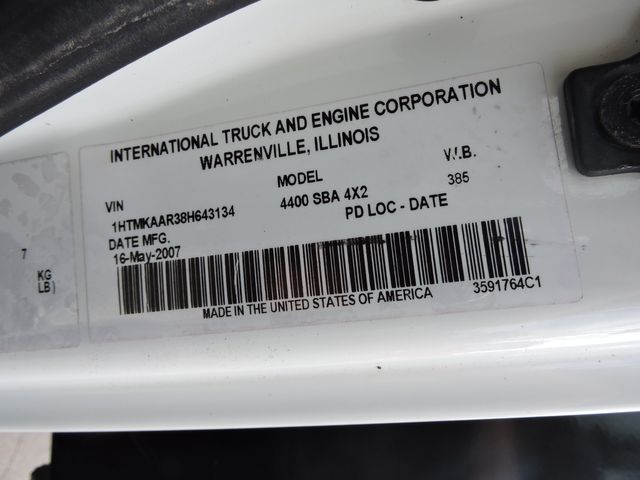 INTERNATIONAL TRUCK AND ENGINE CORPORATION
WARRENVILLE, ILLINOIS
VIN MODEL W.B.
1HTMKAAR38H643134 4400 SBA 4X2 385
DATE MFG. PD LOC - DATE
16-May-2007
MADE IN THE UNITED STATES OF AMERICA 3591764C1
7
KG
LB)